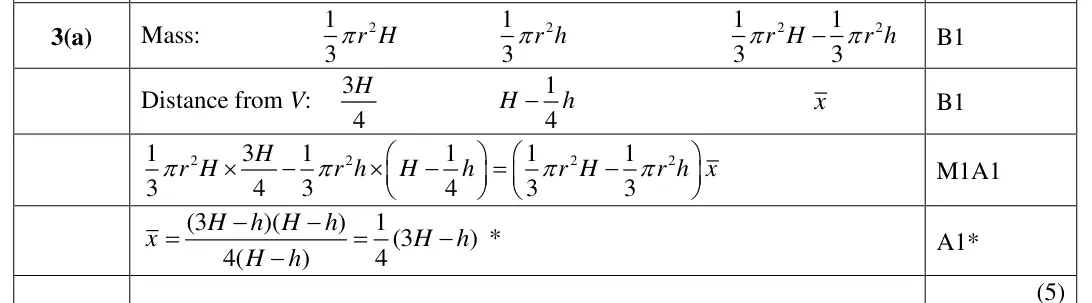 3(a) Mass: 1/3 πr²H 1/3 πr²h 1/3 πr²H − 1/3 πr²h B1
Distance from V: 3H/4 H − 1/4 h x̅ B1
1/3 πr²H × 3H/4 − 1/3 πr²h × (H − 1/4 h) = (1/3 πr²H − 1/3 πr²h) x̅ M1A1
x̅ = (3H − h)(H − h)/4(H − h) = 1/4 (3H − h) * A1*
(5)